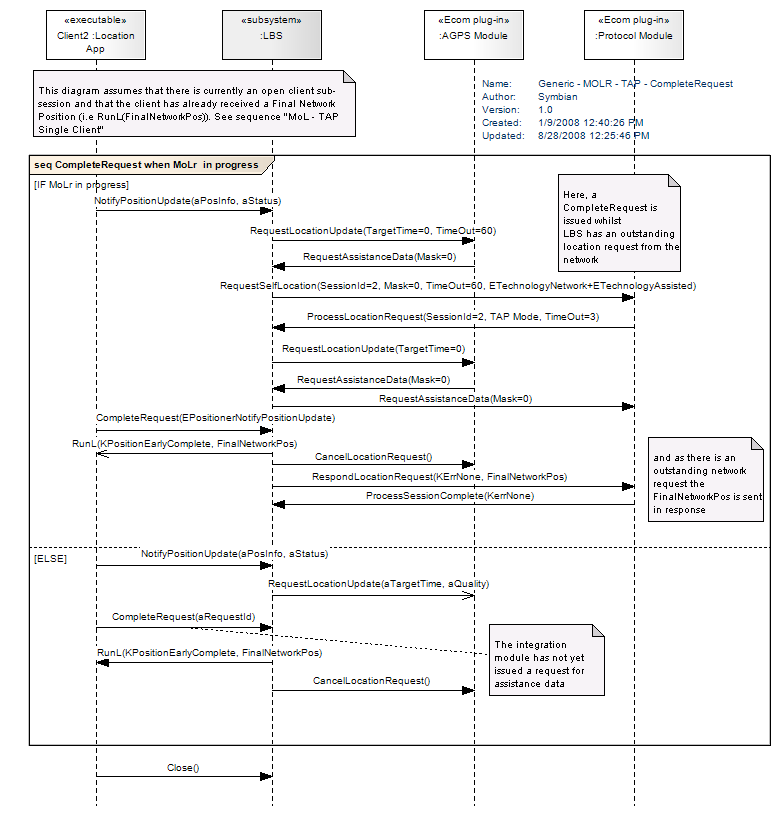 «executable»
Client2 :Location
App
«subsystem»
:LBS
«Ecom plug-in»
:AGPS Module
«Ecom plug-in»
:Protocol Module
This diagram assumes that there is currently an open client sub-
session and that the client has already received a Final Network
Position (i.e RunL(FinalNetworkPos)). See sequence "MoL - TAP
Single Client"
Name: Generic - MOLR - TAP - CompleteRequest
Author: Symbian
Version: 1.0
Created: 1/9/2008 12:40:26 PM
Updated: 8/28/2008 12:25:46 PM
seq CompleteRequest when MoLr in progress
[IF MoLr in progress]
NotifyPositionUpdate(aPosInfo, aStatus)
Here, a
CompleteRequest is
issued whilst
LBS has an outstanding
location request from the
network
RequestLocationUpdate(TargetTime=0, TimeOut=60)
RequestAssistanceData(Mask=0)
RequestSelfLocation(SessionId=2, Mask=0, TimeOut=60, ETechnologyNetwork+ETechnologyAssisted)
ProcessLocationRequest(SessionId=2, TAP Mode, TimeOut=3)
RequestLocationUpdate(TargetTime=0)
RequestAssistanceData(Mask=0)
RequestAssistanceData(Mask=0)
CompleteRequest(EPositionerNotifyPositionUpdate)
RunL(KPositionEarlyComplete, FinalNetworkPos)
CancelLocationRequest()
RespondLocationRequest(KErrNone, FinalNetworkPos)
ProcessSessionComplete(KerrNone)
and as there is an
outstanding network
request the
FinalNetworkPos is sent
in response
[ELSE]
NotifyPositionUpdate(aPosInfo, aStatus)
RequestLocationUpdate(aTargetTime, aQuality)
CompleteRequest(aRequestId)
RunL(KPositionEarlyComplete, FinalNetworkPos)
CancelLocationRequest()
The integration
module has not yet
issued a request for
assistance data
Close()